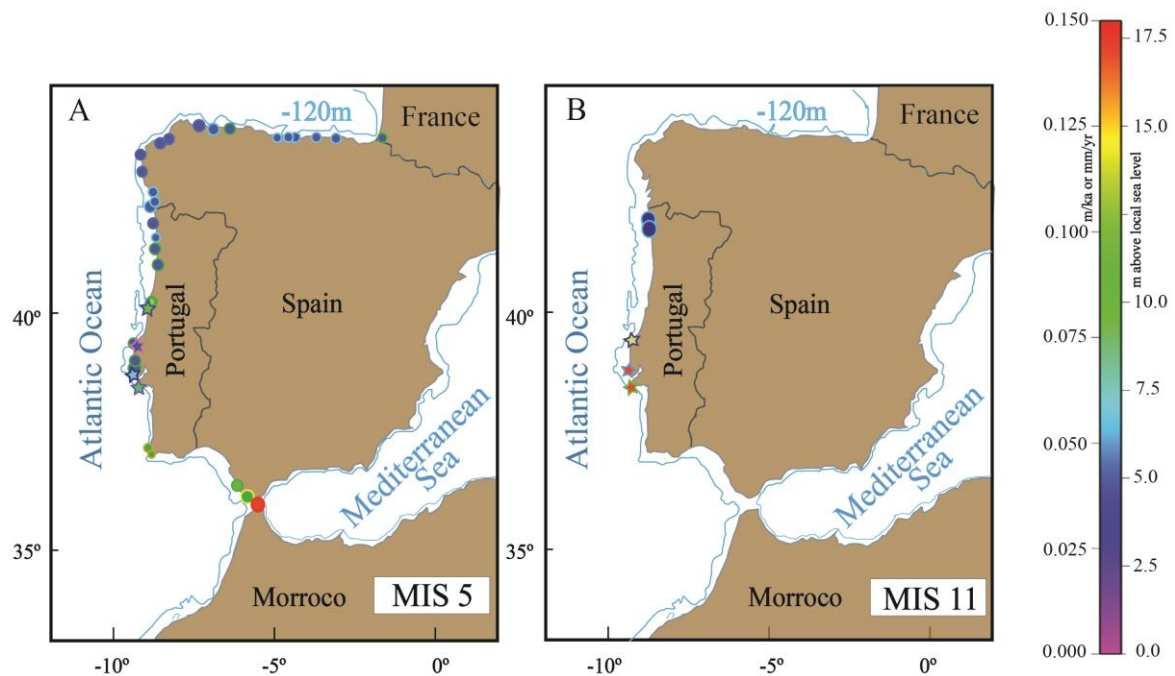 A
-120m
France
Atlantic Ocean
Portugal
Spain
Mediterranean
Sea
Morroco
MIS 5
40º
35º
-10º
-5º
0º
B
-120m
France
Atlantic Ocean
Portugal
Spain
Mediterranean
Sea
Morroco
MIS 11
40º
35º
-10º
-5º
0º
0.150
0.125
0.100
0.075
0.050
0.025
0.000
m/ka or mm/yr
17.5
15.0
10.0
7.5
5.0
2.5
0.0
m above local sea level